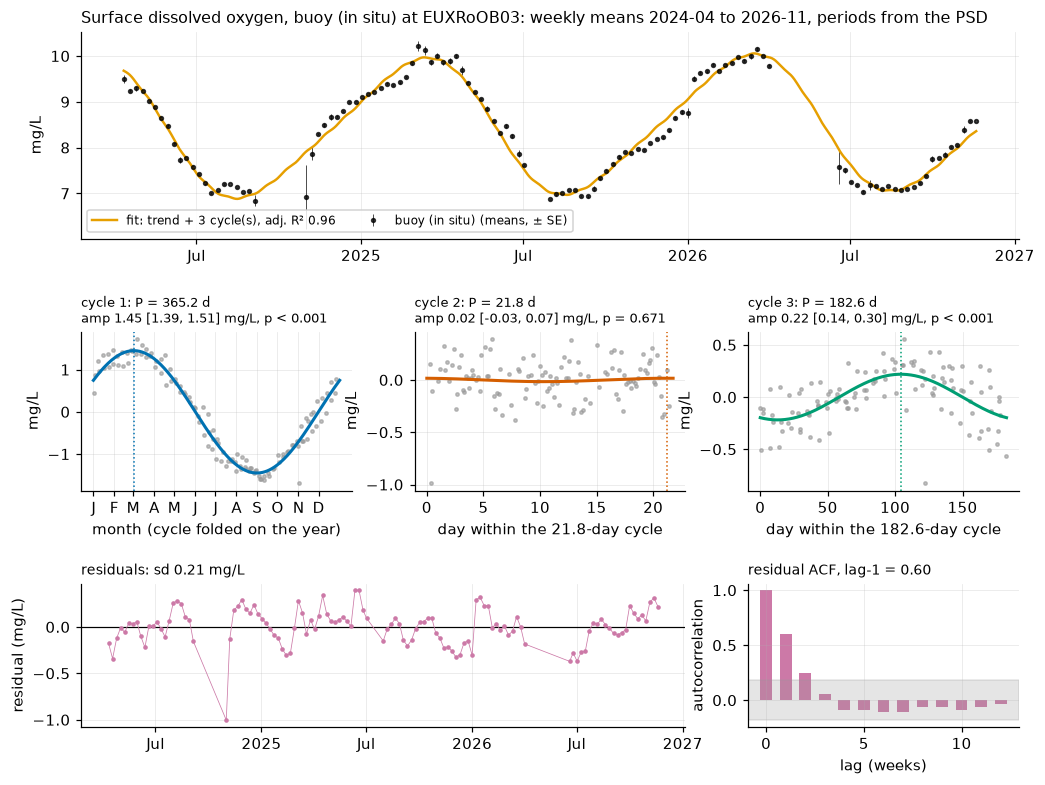 Surface dissolved oxygen, buoy (in situ) at EUXRoOB03: weekly means 2024-04 to 2026-11, periods from the PSD
mg/L
10
9
8
7
fit: trend + 3 cycle(s), adj. R² 0.96
buoy (in situ) (means, ± SE)
Jul
2025
Jul
2026
Jul
2027
cycle 1: P = 365.2 d
amp 1.45 [1.39, 1.51] mg/L, p < 0.001
mg/L
1
0
−1
J F M A M J J A S O N D
month (cycle folded on the year)
cycle 2: P = 21.8 d
amp 0.02 [-0.03, 0.07] mg/L, p = 0.671
mg/L
0.0
−0.5
−1.0
0 5 10 15 20
day within the 21.8-day cycle
cycle 3: P = 182.6 d
amp 0.22 [0.14, 0.30] mg/L, p < 0.001
mg/L
0.5
0.0
−0.5
0 50 100 150
day within the 182.6-day cycle
residuals: sd 0.21 mg/L
residual (mg/L)
0.0
−0.5
−1.0
Jul
2025
Jul
2026
Jul
2027
residual ACF, lag-1 = 0.60
autocorrelation
1.0
0.5
0.0
0 5 10
lag (weeks)